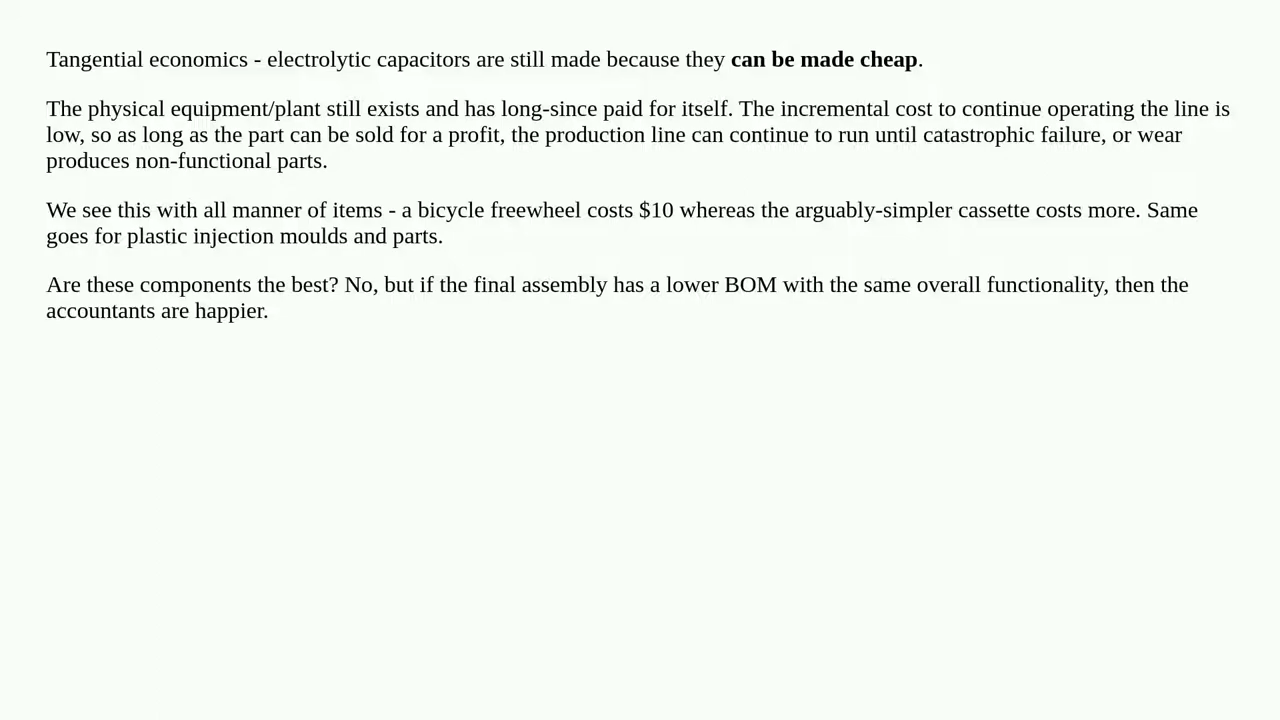 Tangential economics - electrolytic capacitors are still made because they can be made cheap.
The physical equipment/plant still exists and has long-since paid for itself. The incremental cost to continue operating the line is
low, so as long as the part can be sold for a profit, the production line can continue to run until catastrophic failure, or wear
produces non-functional parts.
We see this with all manner of items - a bicycle freewheel costs $10 whereas the arguably-simpler cassette costs more. Same
goes for plastic injection moulds and parts.
Are these components the best? No, but if the final assembly has a lower BOM with the same overall functionality, then the
accountants are happier.